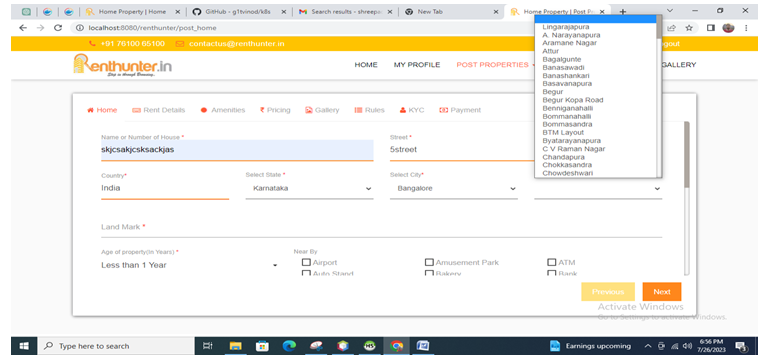 Home Property | Home
GitHub - g1tvinod/k8s
Search results - shreepa
New Tab
Home Property | Post P
localhost:8080/renthunter/post_home
+91 76100 65100
contactus@renthunter.in
Logout
Renthunter.in
HOME
MY PROFILE
POST PROPERTIES
GALLERY
Lingarajapura
A. Narayanapura
Aramane Nagar
Attur
Bagalgunte
Banasawadi
Banashankari
Basavanapura
Begur
Begur Kopa Road
Benniganahalli
Bommanahalli
Bommasandra
BTM Layout
Byatarayanapura
C V Raman Nagar
Chandapura
Chokkasandra
Chowdeshwari
Home
Rent Details
Amenities
Pricing
Gallery
Rules
KYC
Payment
Name or Number of House *
skjcsakjcsksackjas
Street *
5street
Country*
India
Select State *
Karnataka
Select City*
Bangalore
Land Mark *
Age of property(in Years) *
Less than 1 Year
Near By
Airport
Amusement Park
ATM
Auto Stand
Bakery
Bank
Previous
Next
Activate Windows
Go to Settings to activate Windows.
Type here to search
Earnings upcoming
6:56 PM
7/26/2023